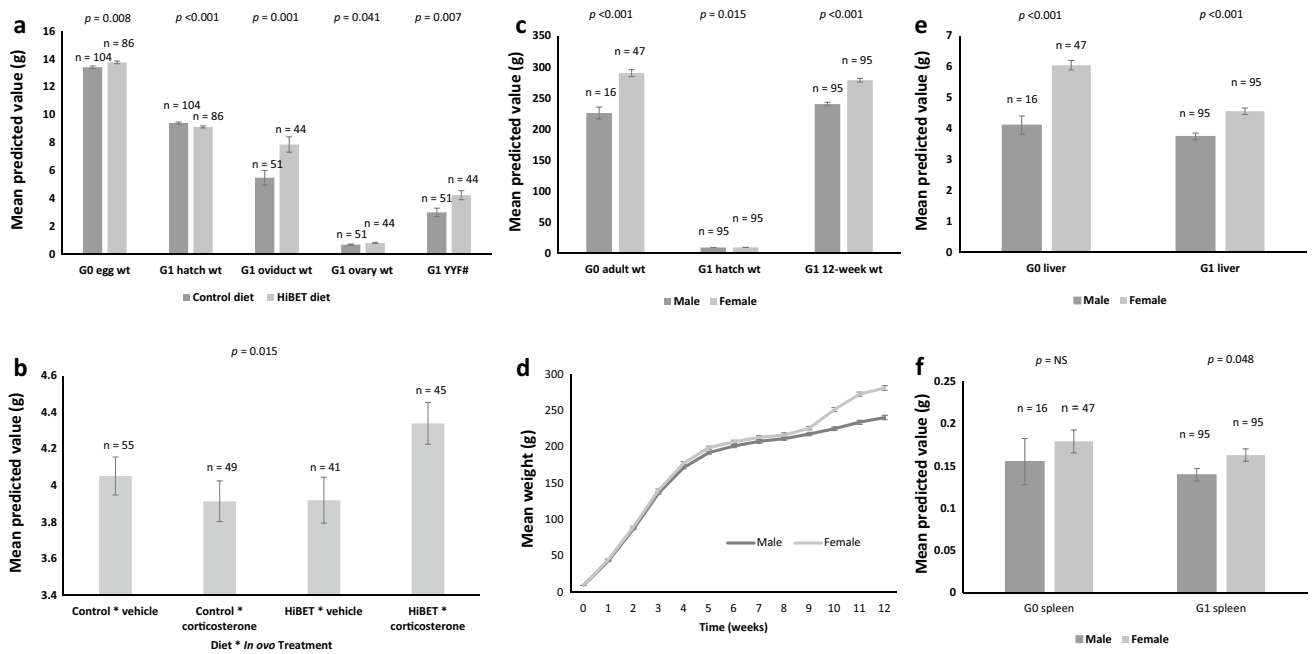 a
p = 0.008 p <0.001 p = 0.001 p = 0.041 p = 0.007
Mean predicted value (g)
16
14
12
10
8
6
4
2
0
n = 104
n = 86
n = 104
n = 86
n = 51
n = 44
n = 51
n = 44
n = 51
n = 44
G0 egg wt G1 hatch wt G1 oviduct wt G1 ovary wt G1 YYF#
Control diet HiBET diet
c
p <0.001 p = 0.015 p <0.001
Mean predicted value (g)
350
300
250
200
150
100
50
0
n = 16
n = 47
n = 95
n = 95
n = 95
n = 95
G0 adult wt G1 hatch wt G1 12-week wt
Male Female
e
p <0.001 p <0.001
Mean predicted value (g)
7
6
5
4
3
2
1
0
n = 16
n = 47
n = 95
n = 95
G0 liver G1 liver
Male Female
b
p = 0.015
Mean predicted value (g)
4.6
4.4
4.2
4
3.8
3.6
3.4
n = 55
n = 49
n = 41
n = 45
Control * vehicle Control * HiBET * vehicle HiBET *
corticosterone corticosterone
Diet * In ovo Treatment
d
Mean weight (g)
300
250
200
150
100
50
0
Male Female
0 1 2 3 4 5 6 7 8 9 10 11 12
Time (weeks)
f
p = NS p = 0.048
Mean predicted value (g)
0.25
0.2
0.15
0.1
0.05
0
n = 16
n = 47
n = 95
n = 95
G0 spleen G1 spleen
Male Female